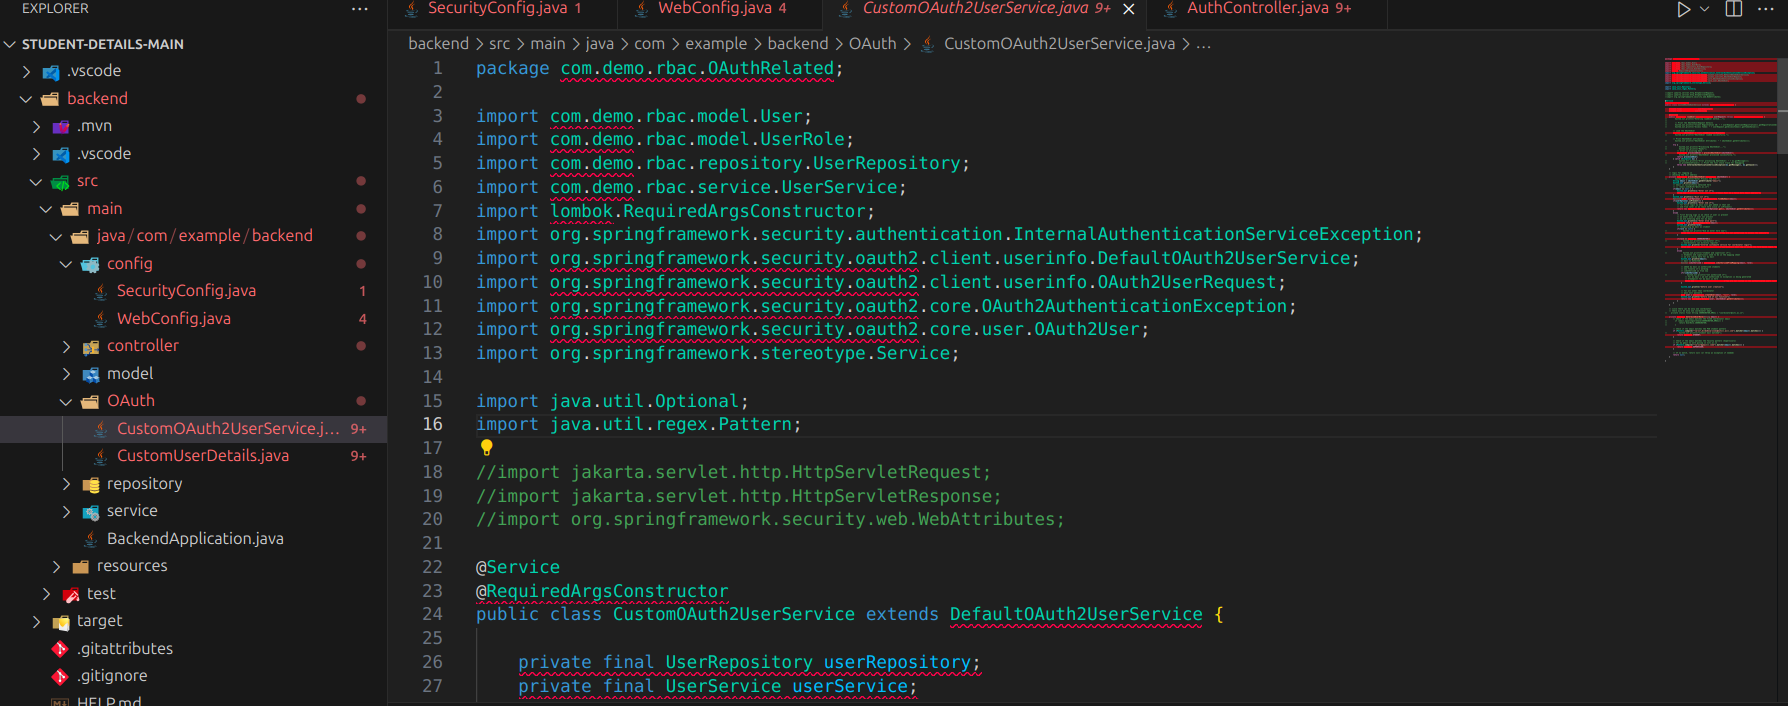 EXPLORER ...
STUDENT-DETAILS-MAIN
.vscode
backend
.mvn
.vscode
src
main
java/com/example/backend
config
SecurityConfig.java 1
WebConfig.java 4
controller
model
OAuth
CustomOAuth2UserService.j... 9+
CustomUserDetails.java 9+
repository
service
BackendApplication.java
resources
test
target
.gitattributes
.gitignore
HELP.md
SecurityConfig.java 1 WebConfig.java 4 CustomOAuth2UserService.java 9+ AuthController.java 9+
backend > src > main > java > com > example > backend > OAuth > CustomOAuth2UserService.java > ...
1 package com.demo.rbac.OAuthRelated;
2
3 import com.demo.rbac.model.User;
4 import com.demo.rbac.model.UserRole;
5 import com.demo.rbac.repository.UserRepository;
6 import com.demo.rbac.service.UserService;
7 import lombok.RequiredArgsConstructor;
8 import org.springframework.security.authentication.InternalAuthenticationServiceException;
9 import org.springframework.security.oauth2.client.userinfo.DefaultOAuth2UserService;
10 import org.springframework.security.oauth2.client.userinfo.OAuth2UserRequest;
11 import org.springframework.security.oauth2.core.OAuth2AuthenticationException;
12 import org.springframework.security.oauth2.core.user.OAuth2User;
13 import org.springframework.stereotype.Service;
14
15 import java.util.Optional;
16 import java.util.regex.Pattern;
17
18 //import jakarta.servlet.http.HttpServletRequest;
19 //import jakarta.servlet.http.HttpServletResponse;
20 //import org.springframework.security.web.WebAttributes;
21
22 @Service
23 @RequiredArgsConstructor
24 public class CustomOAuth2UserService extends DefaultOAuth2UserService {
25
26 private final UserRepository userRepository;
27 private final UserService userService;